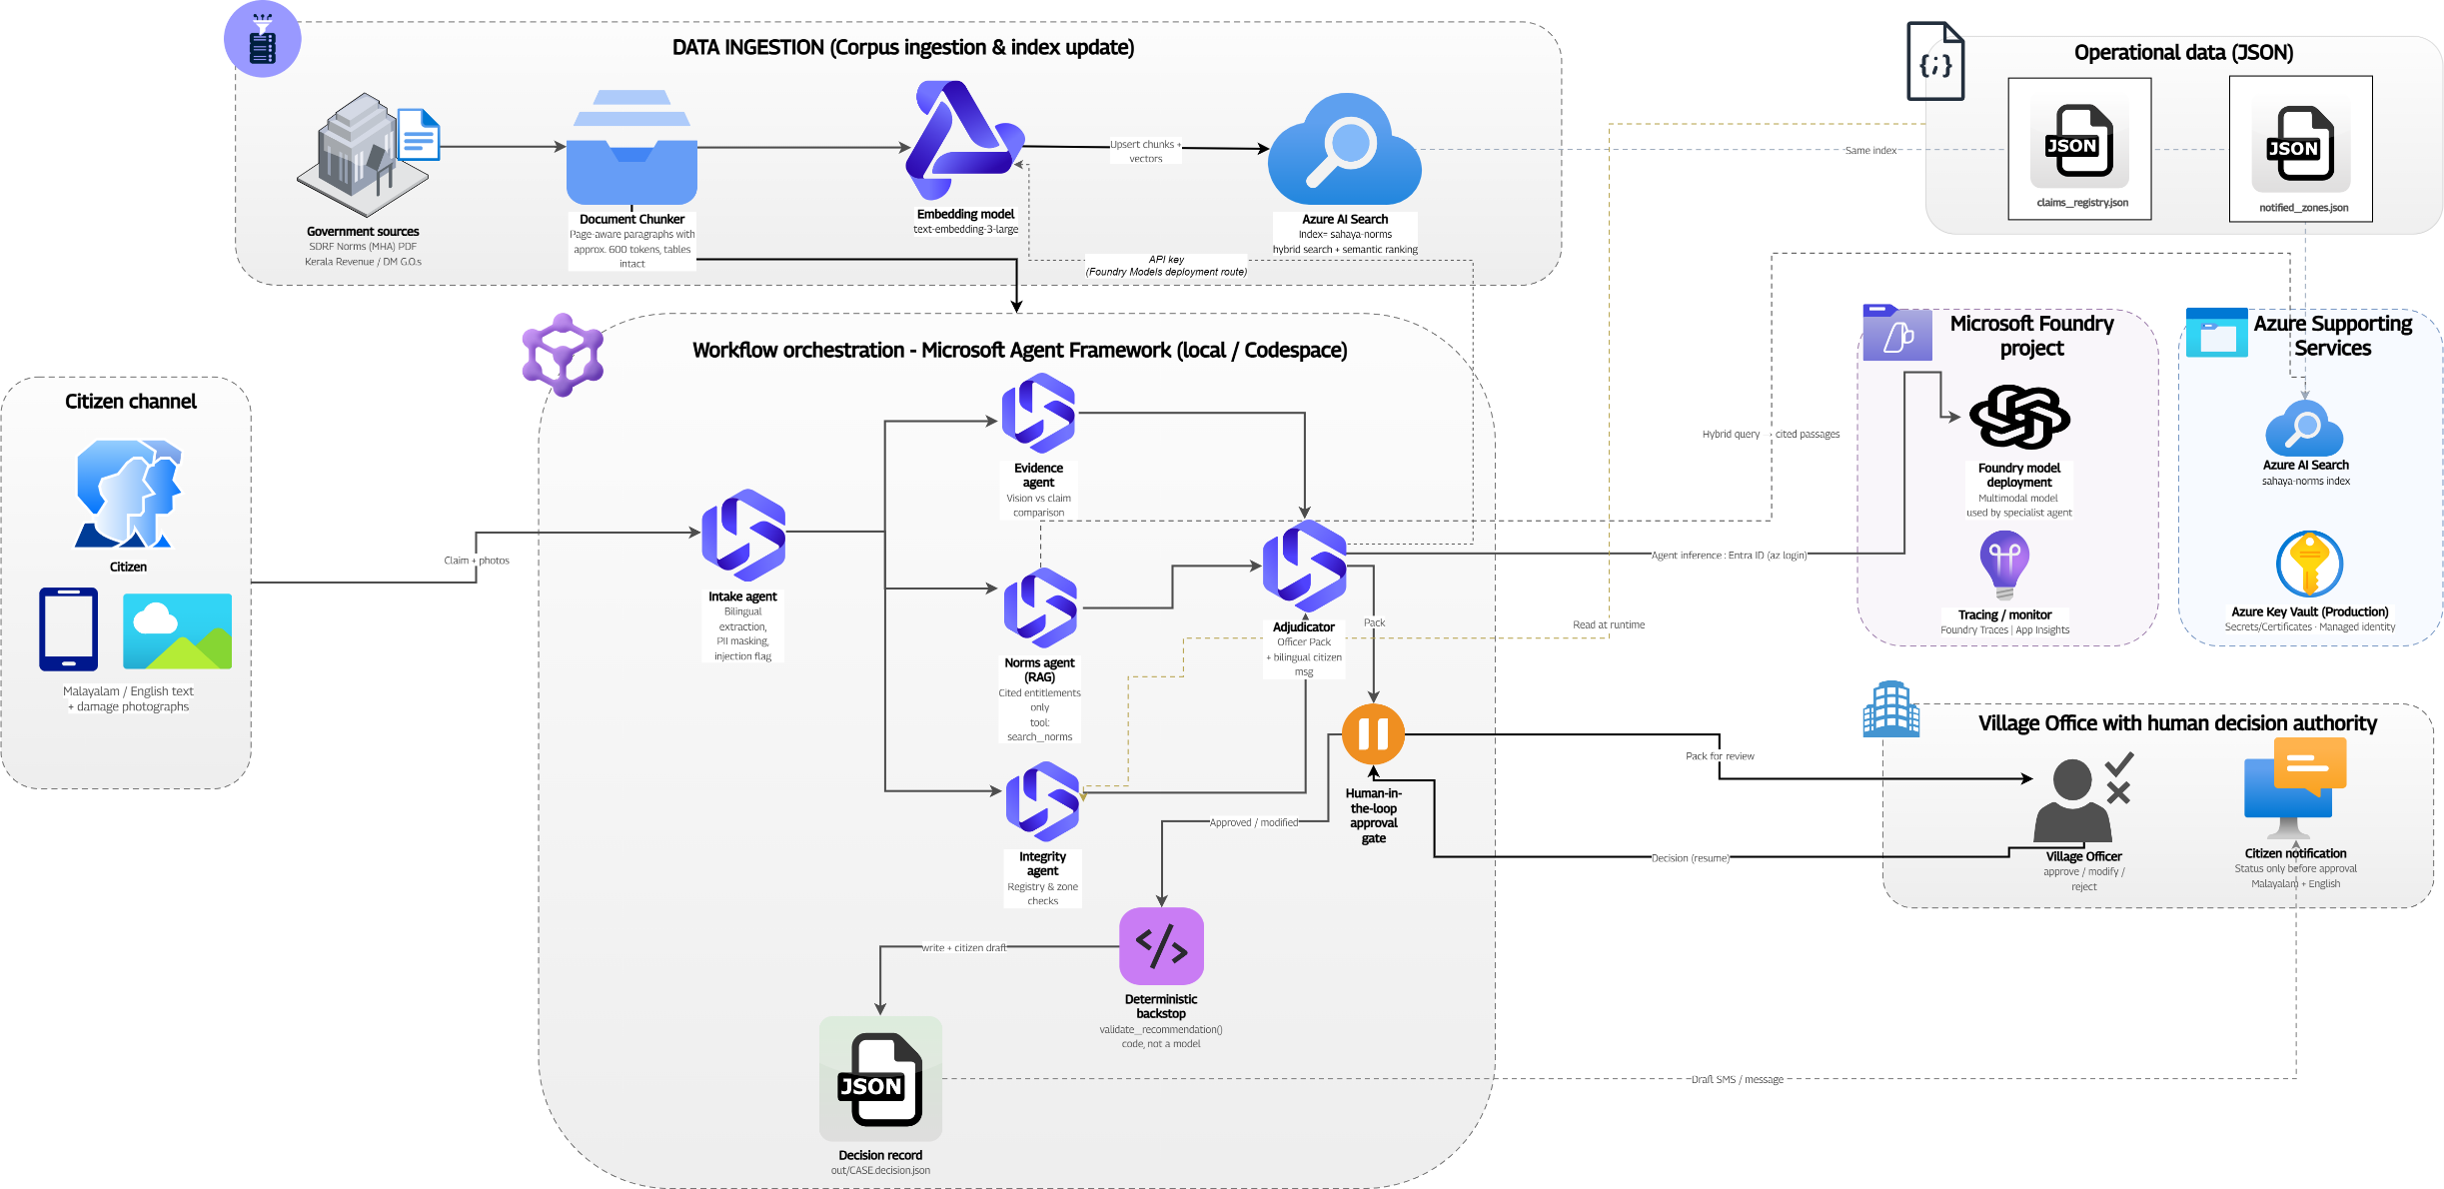 DATA INGESTION (Corpus ingestion & index update)
Government sources
SDRF Norms (MHA) PDF
Kerala Revenue / DM G.O.s
Document Chunker
Page-aware paragraphs with
approx. 600 tokens, tables
intact
Embedding model
text-embedding-3-large
Upsert chunks +
vectors
Azure AI Search
Index= sahaya-norms
hybrid search + semantic ranking
API key
(Foundry Models deployment route)
Same index
Operational data (JSON)
{;}
JSON
claims_registry.json
JSON
notified_zones.json
Citizen channel
Citizen
Malayalam / English text
+ damage photographs
Claim + photos
Workflow orchestration - Microsoft Agent Framework (local / Codespace)
Intake agent
Bilingual
extraction,
PII masking,
injection flag
Evidence
agent
Vision vs claim
comparison
Norms agent
(RAG)
Cited entitlements
only
tool:
search_norms
Integrity
agent
Registry & zone
checks
Adjudicator
Officer Pack
+ bilingual citizen
msg
Pack
Human-in-
the-loop
approval
gate
Approved / modified
Deterministic
backstop
validate_recommendation()
code, not a model
</>
write + citizen draft
JSON
Decision record
out/CASE.decision.json
Hybrid query
cited passages
Agent inference : Entra ID (az login)
Read at runtime
Pack for review
Decision (resume)
Draft SMS / message
Microsoft Foundry
project
Foundry model
deployment
Multimodal model
used by specialist agent
Tracing / monitor
Foundry Traces | App Insights
Azure Supporting
Services
Azure AI Search
sahaya-norms index
Azure Key Vault (Production)
Secrets/Certificates · Managed identity
Village Office with human decision authority
Village Officer
approve / modify /
reject
Citizen notification
Status only before approval
Malayalam + English